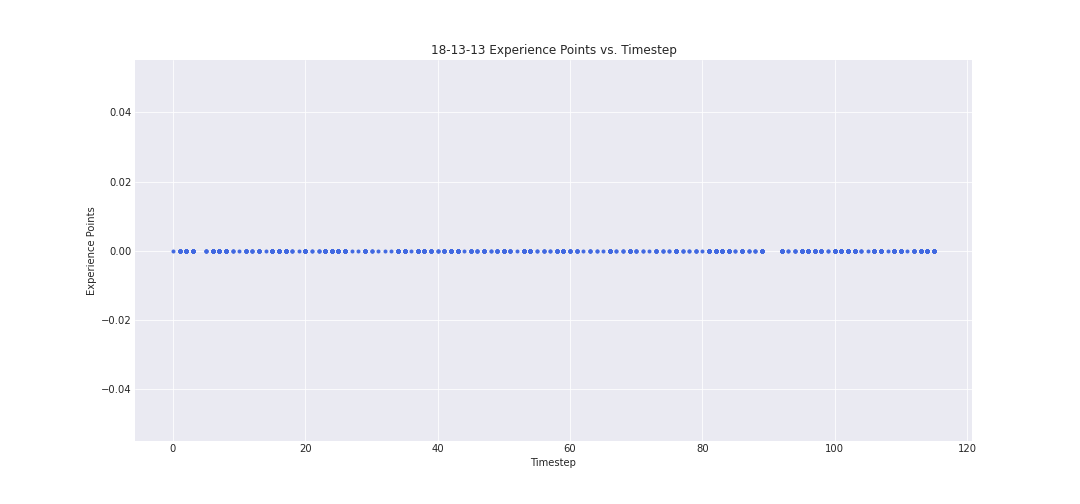 18-13-13 Experience Points vs. Timestep
0.04
0.02
0.00
−0.02
−0.04
Experience Points
0 20 40 60 80 100 120
Timestep